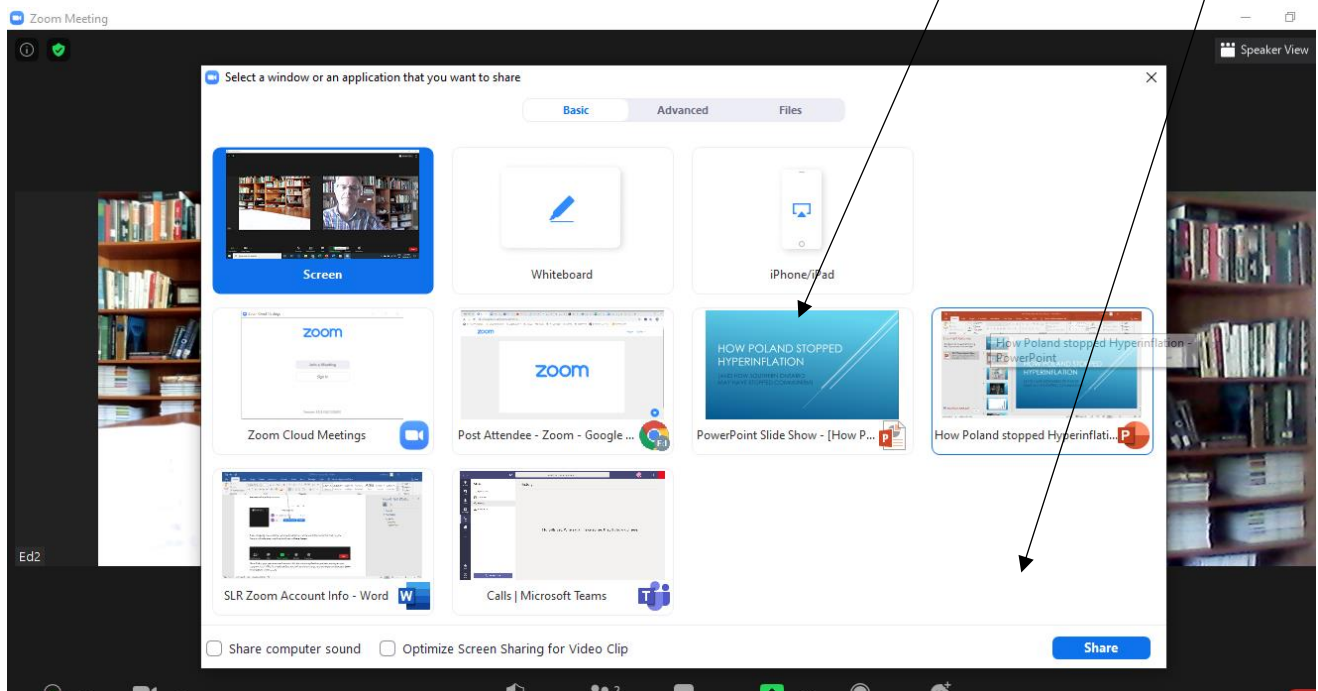 Zoom Meeting
Speaker View
Select a window or an application that you want to share
Basic Advanced Files
Screen Whiteboard iPhone/iPad
zoom
zoom
zoom
HOW POLAND STOPPED
HYPERINFLATION
How Poland stopped Hyperinflation -
PowerPoint
HYPERINFLATION
Zoom Cloud Meetings Post Attendee - Zoom - Google ... PowerPoint Slide Show - [How P... How Poland stopped Hyperinflati...
Ed2
SLR Zoom Account Info - Word Calls | Microsoft Teams
Share computer sound Optimize Screen Sharing for Video Clip Share
2